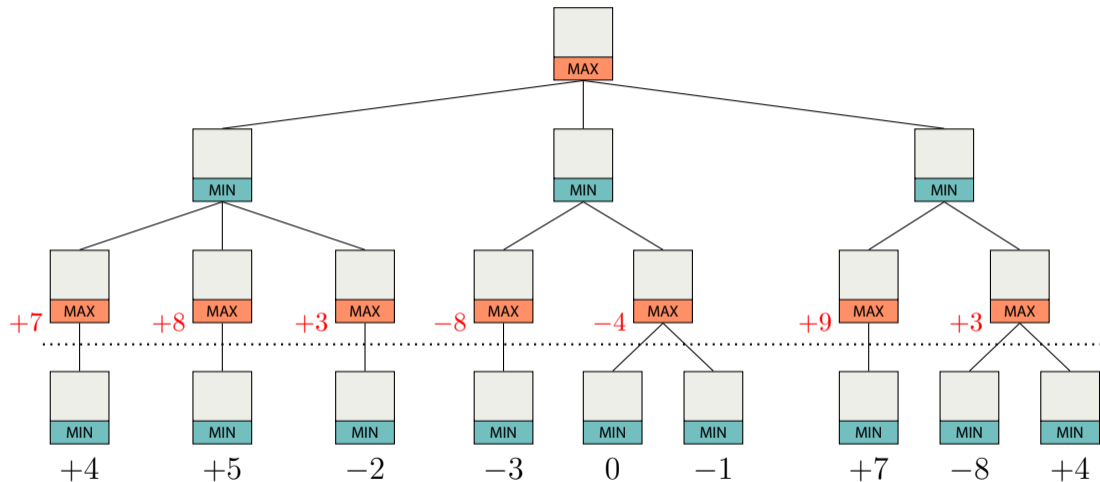 MAX
MIN MIN MIN
MAX MAX MAX MAX MAX MAX MAX
+7 +8 +3 −8 −4 +9 +3
MIN MIN MIN MIN MIN MIN MIN MIN MIN
+4 +5 −2 −3 0 −1 +7 −8 +4